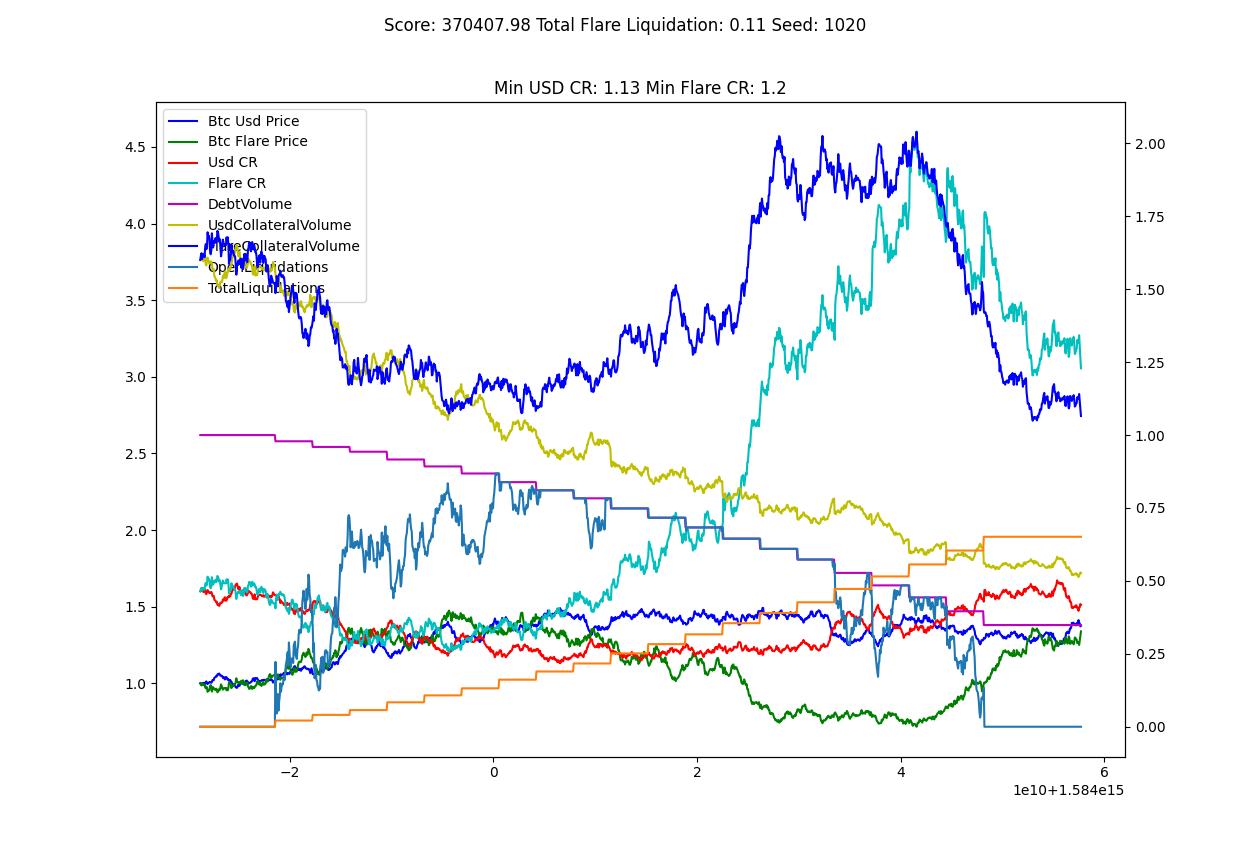 Score: 370407.98 Total Flare Liquidation: 0.11 Seed: 1020
Min USD CR: 1.13 Min Flare CR: 1.2
Btc Usd Price
Btc Flare Price
Usd CR
Flare CR
DebtVolume
UsdCollateralVolume
FlareCollateralVolume
OpenLiquidations
TotalLiquidations
4.5
4.0
3.5
3.0
2.5
2.0
1.5
1.0
2.00
1.75
1.50
1.25
1.00
0.75
0.50
0.25
0.00
−2
0
2
4
6
1e10+1.584e15